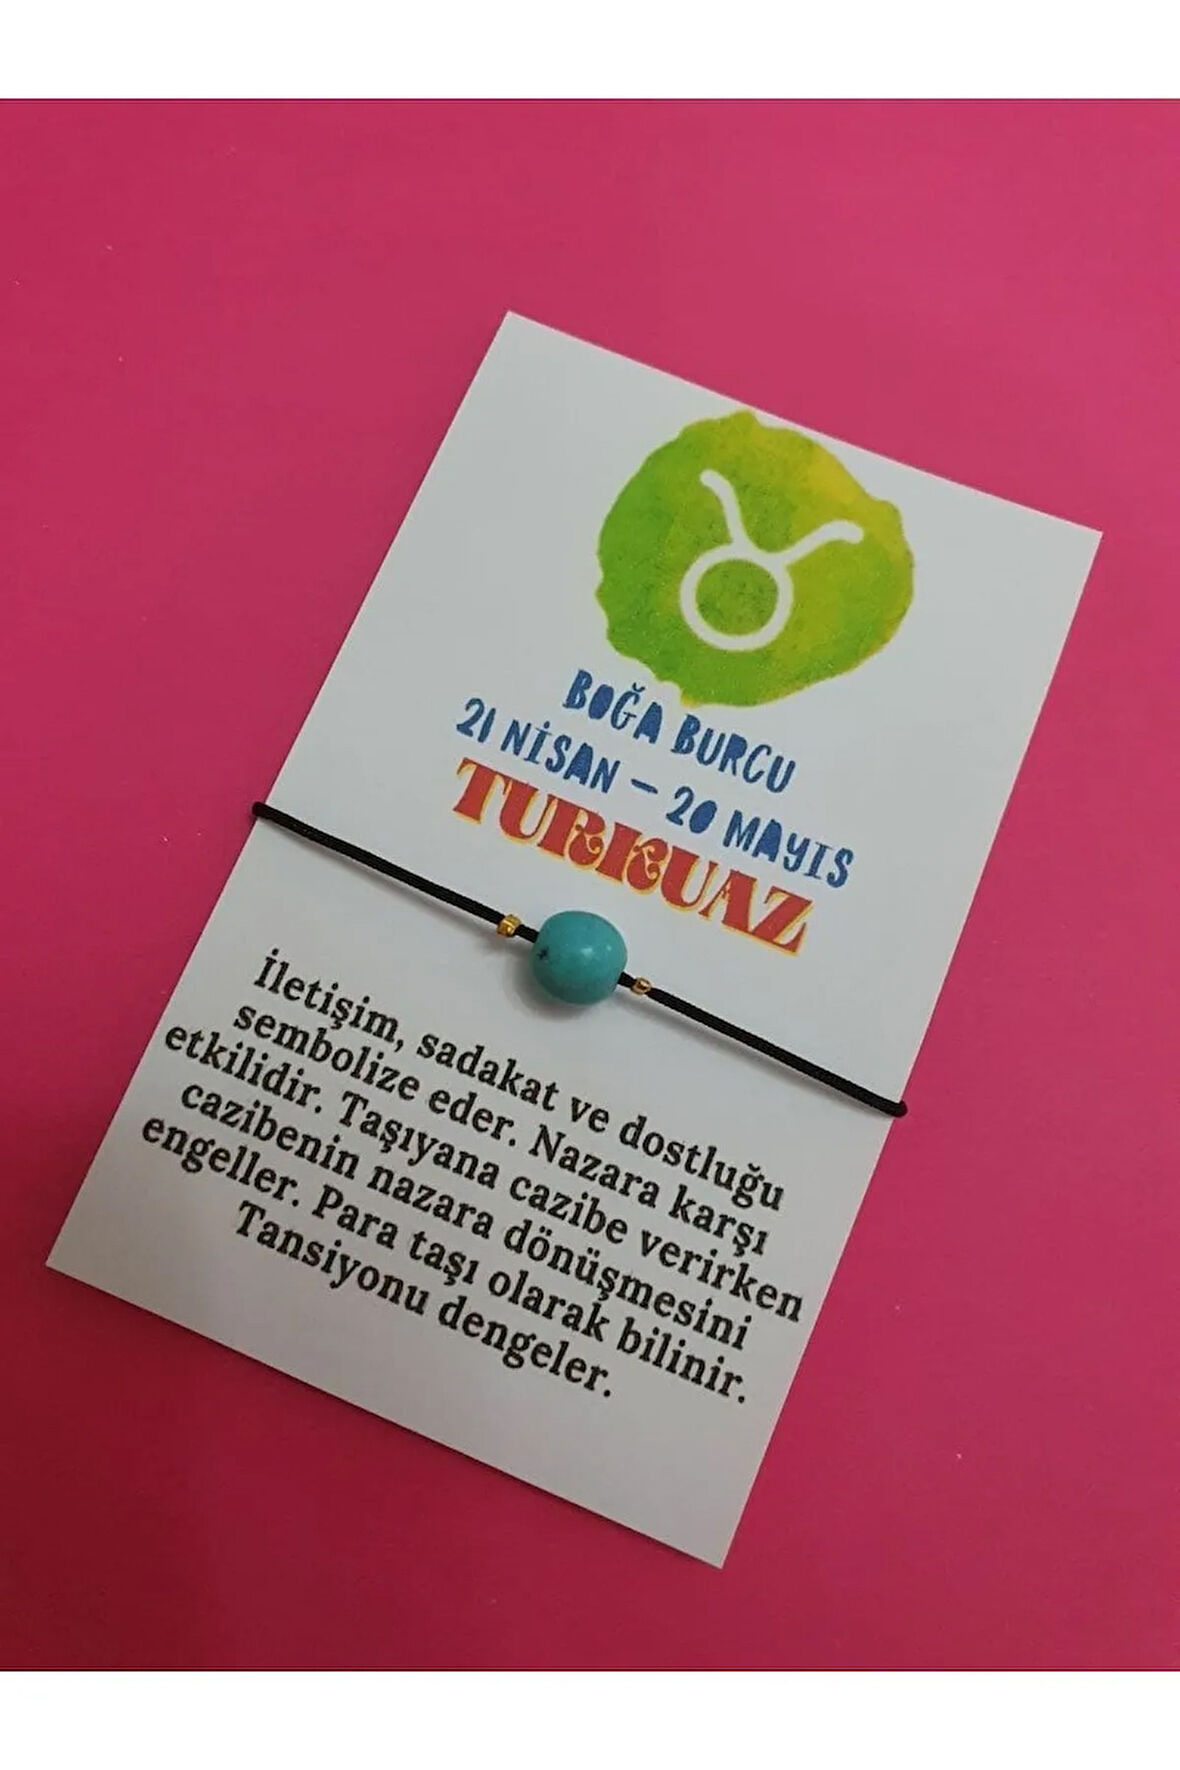 BOĞA BURCU
21 NİSAN – 20 MAYIS
TURKUAZ
İletişim, sadakat ve dostluğu
sembolize eder. Nazara karşı
etkilidir. Taşıyana cazibe verirken
cazibenin nazara dönüşmesini
engeller. Para taşı olarak bilinir.
Tansiyonu dengeler.